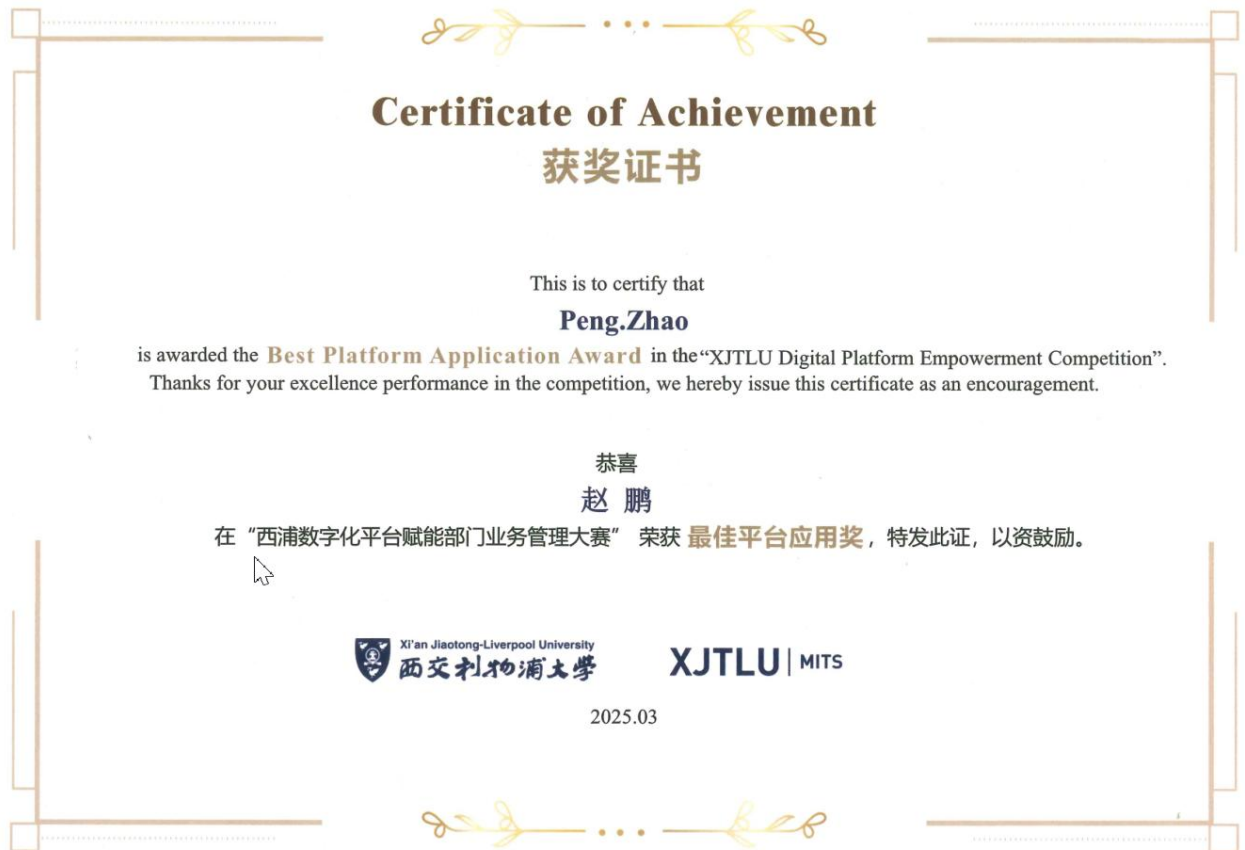 Certificate of Achievement
获奖证书
This is to certify that
Peng.Zhao
is awarded the Best Platform Application Award in the“XJTLU Digital Platform Empowerment Competition”.
Thanks for your excellence performance in the competition, we hereby issue this certificate as an encouragement.
恭喜
赵 鹏
在“西浦数字化平台赋能部门业务管理大赛” 荣获 最佳平台应用奖，特发此证，以资鼓励。
Xi'an Jiaotong-Liverpool University
西交利物浦大學
XJTLU | MITS
2025.03